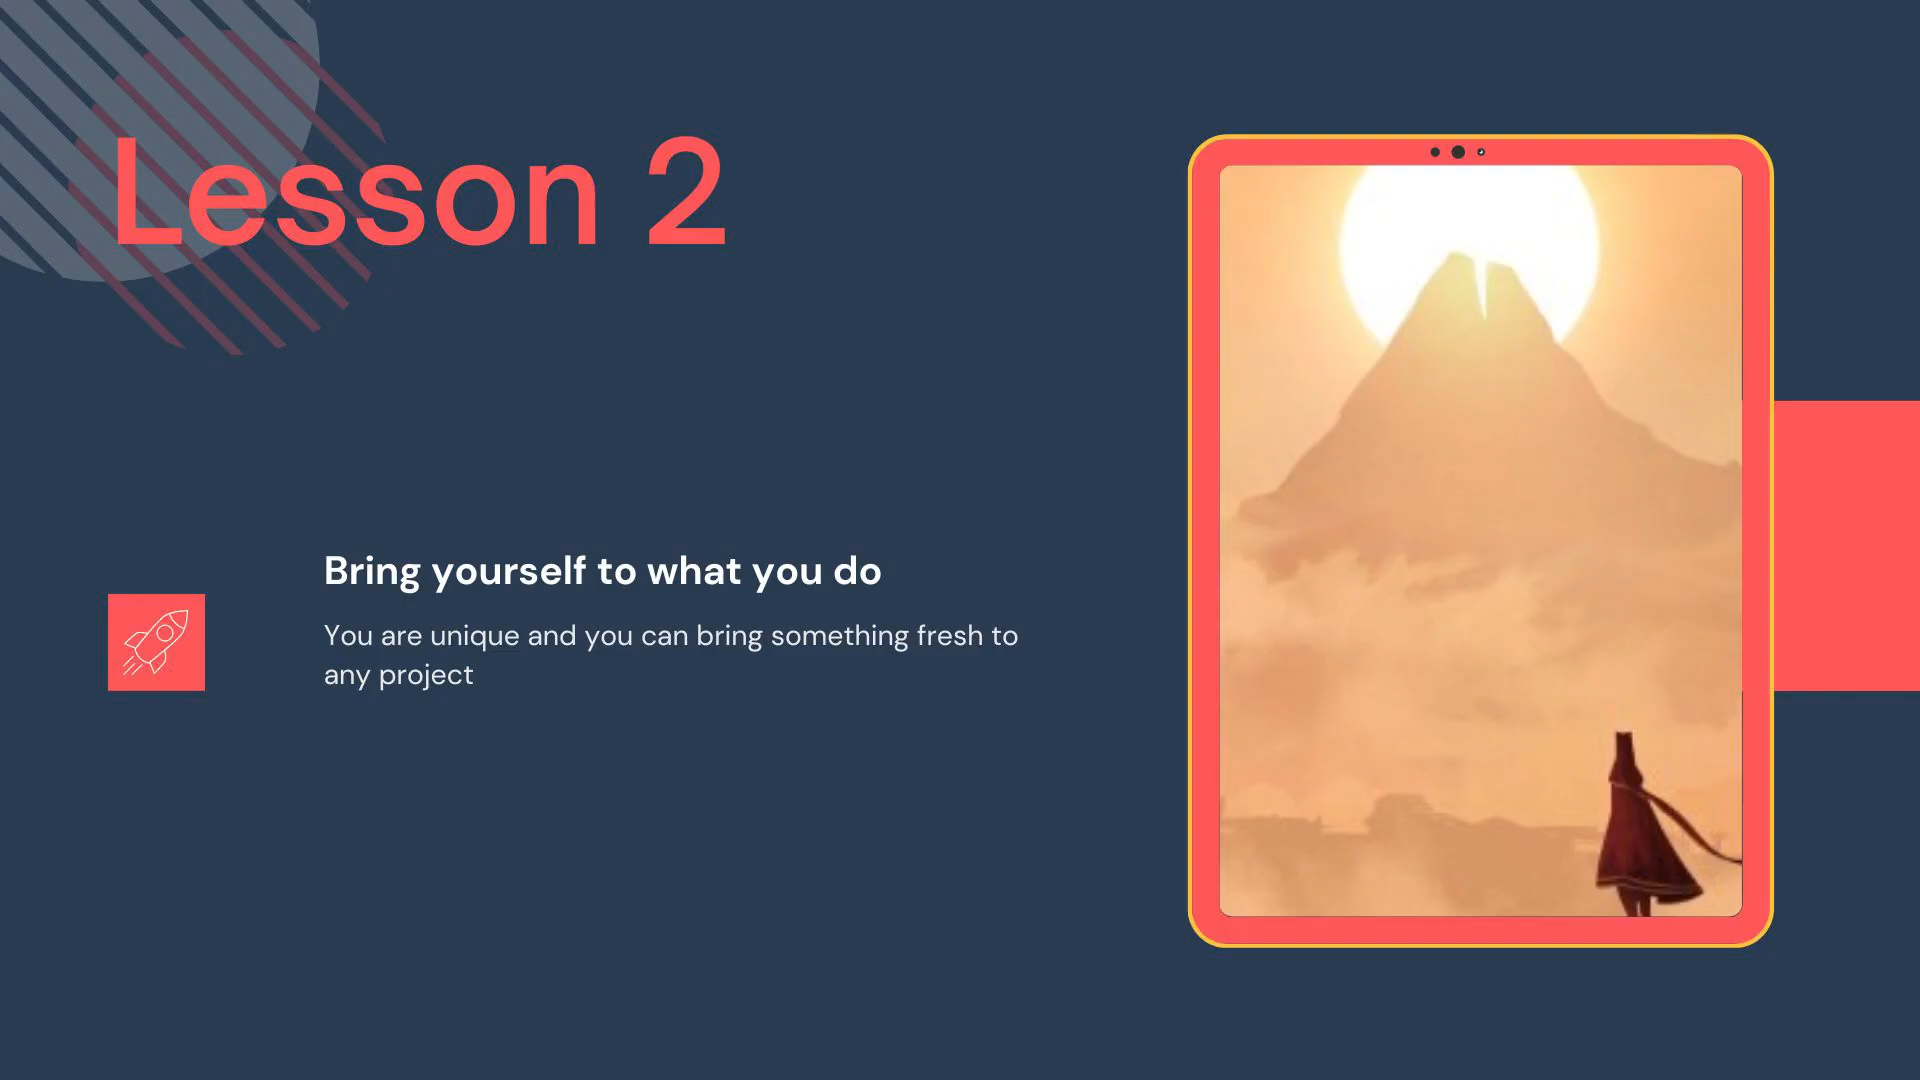 Lesson 2
Bring yourself to what you do
You are unique and you can bring something fresh to
any project